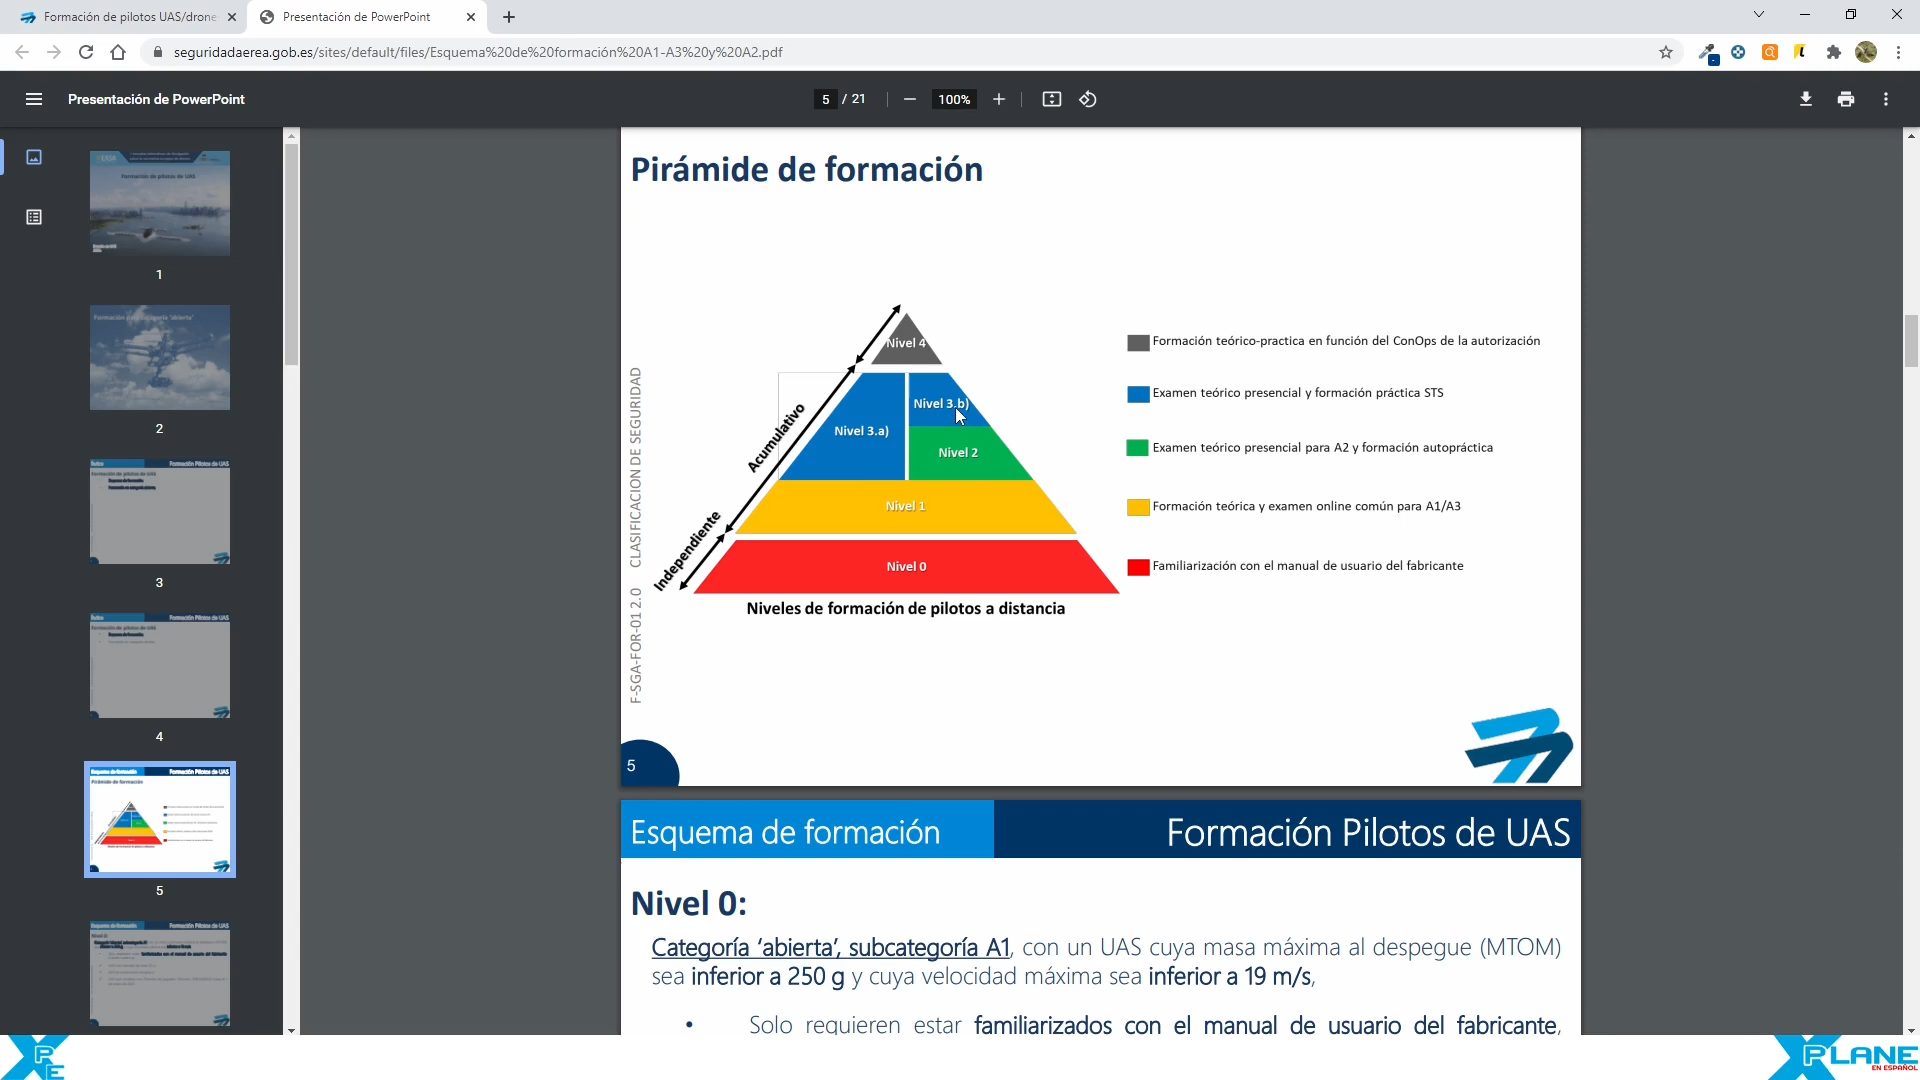 Formación de pilotos UAS/drone
Presentación de PowerPoint
seguridadaerea.gob.es/sites/default/files/Esquema%20de%20formación%20A1-A3%20y%20A2.pdf
Presentación de PowerPoint
5 / 21
100%
Formación de pilotos de UAS
1
2
3
4
5
Pirámide de formación
CLASIFICACION DE SEGURIDAD
F-SGA-FOR-01 2.0
Acumulativo
Independiente
Nivel 4
Nivel 3.b)
Nivel 3.a)
Nivel 2
Nivel 1
Nivel 0
Niveles de formación de pilotos a distancia
Formación teórico-practica en función del ConOps de la autorización
Examen teórico presencial y formación práctica STS
Examen teórico presencial para A2 y formación autopráctica
Formación teórica y examen online común para A1/A3
Familiarización con el manual de usuario del fabricante
5
Esquema de formación
Formación Pilotos de UAS
Nivel 0:
Categoría ‘abierta’, subcategoría A1, con un UAS cuya masa máxima al despegue (MTOM)
sea inferior a 250 g y cuya velocidad máxima sea inferior a 19 m/s,
• Solo requieren estar familiarizados con el manual de usuario del fabricante,
XPE
X PLANE
EN ESPAÑOL